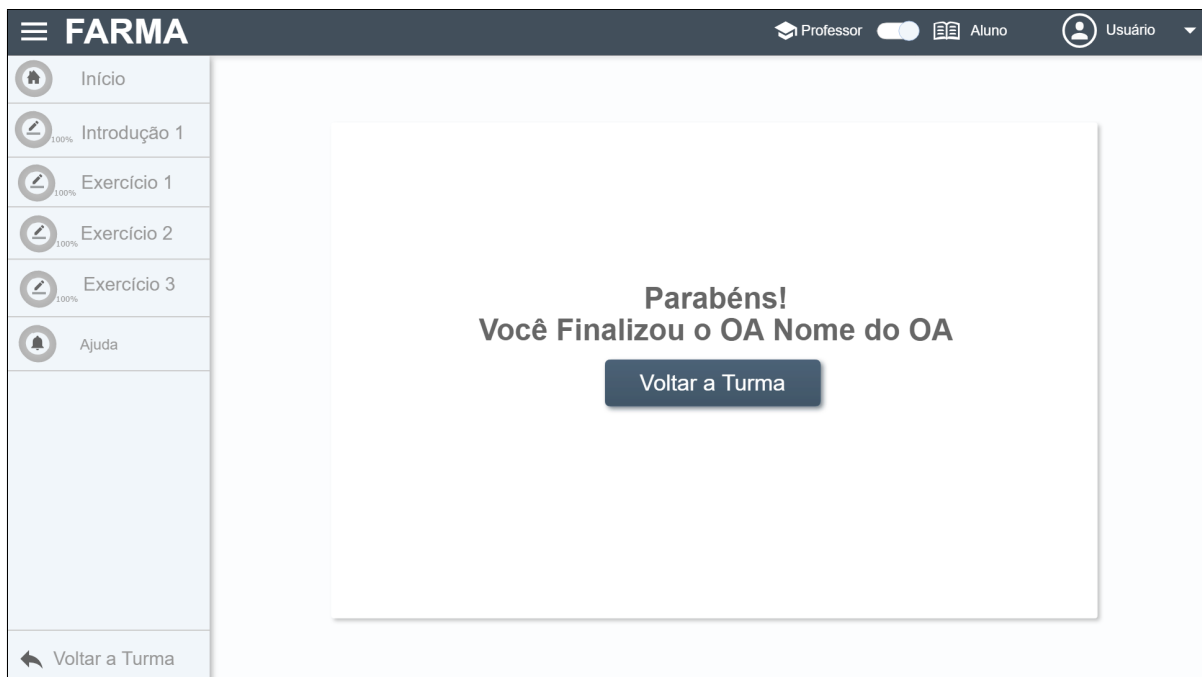 FARMA
Professor
Aluno
Usuário
Início
100% Introdução 1
100% Exercício 1
100% Exercício 2
100% Exercício 3
Ajuda
Parabéns!
Você Finalizou o OA Nome do OA
Voltar a Turma
Voltar a Turma